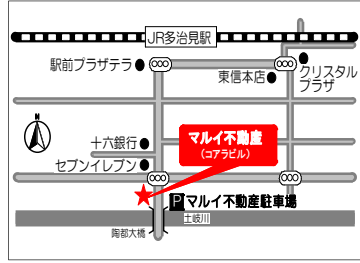 JR多治見駅
駅前プラザテラ
東信本店
クリスタル
プラザ
十六銀行
マルイ不動産
(コアラビル)
セブンイレブン
P マルイ不動産駐車場
土岐川
陶都大橋